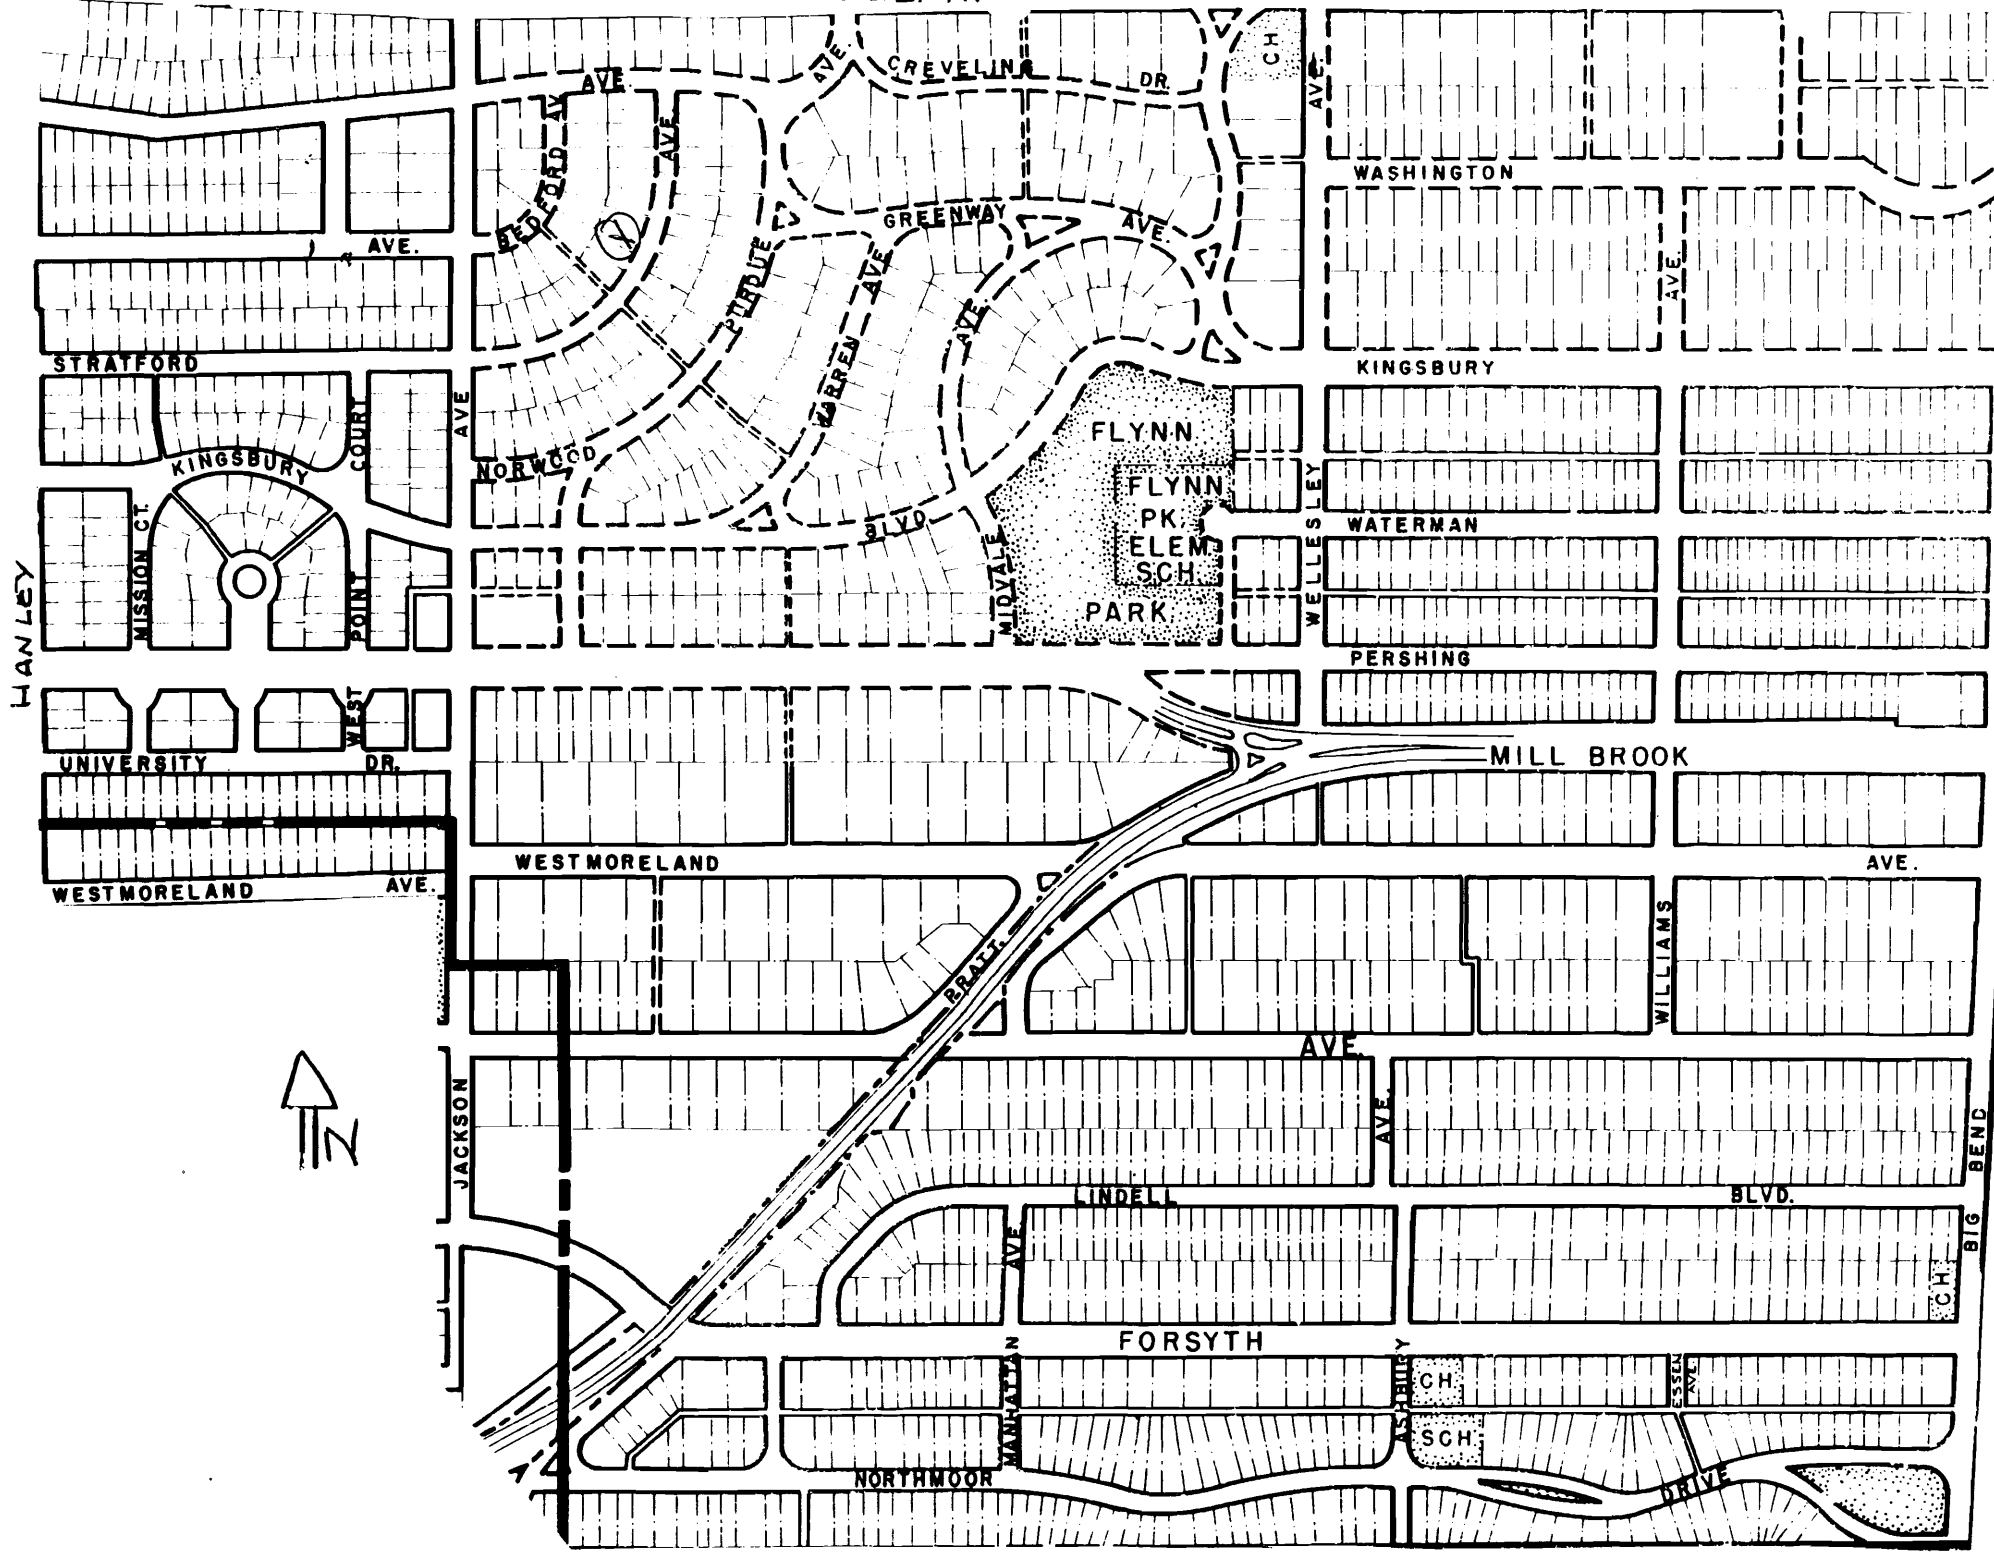 CH
AVE.
CREVELING
DR.
AVE.
AVE
BEDFORD AV
AVE
WASHINGTON
X
GREENWAY
AVE.
AVE.
PURDUE
AVE
AVE.
AVE.
STRATFORD
KINGSBURY
WARREN
COURT
AVE
FLYNN
KINGSBURY
NORWOOD
FLYNN
PK.
ELEM
SCH.
PARK
WELLESLEY
WATERMAN
BLVD.
MISSION CT.
POINT
MIDVALE
HANLEY
PERSHING
WEST
UNIVERSITY
DR.
MILL BROOK
WESTMORELAND
AVE.
WESTMORELAND
AVE.
WILLIAMS
PRATT
AVE.
N
JACKSON
AVE.
BEND
LINDELL
BLVD.
BIG
AVE
CH
FORSYTH
MANHATTAN
ASHBURY
CH.
ESSEN
AVE.
SCH
NORTHMOOR
DRIVE